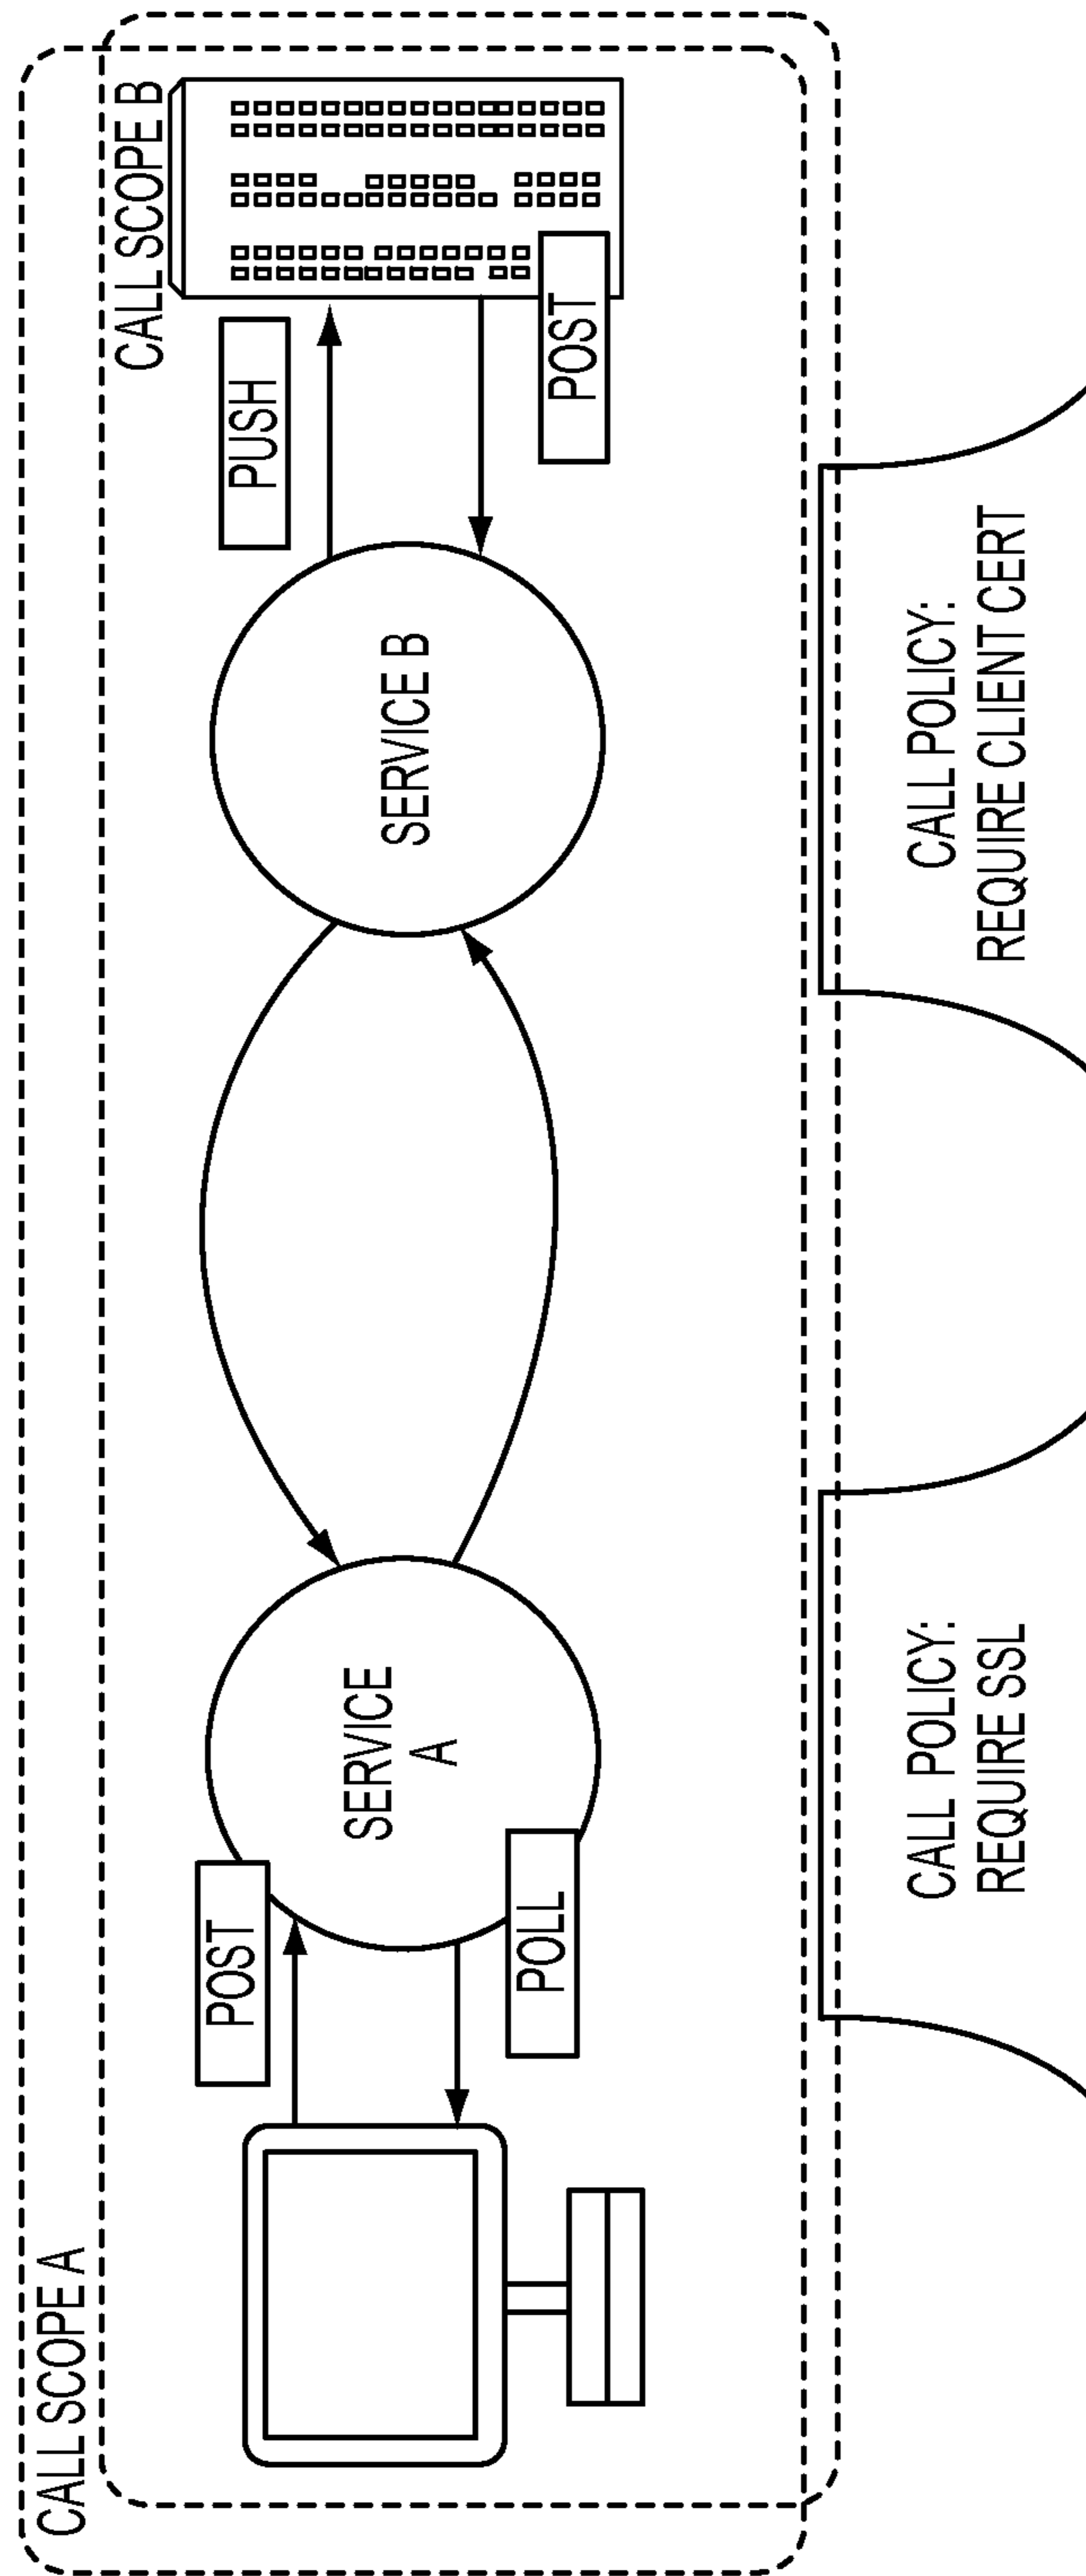 CALL SCOPE A
CALL SCOPE B
POST
PUSH
SERVICE
A
SERVICE B
POLL
POST
CALL POLICY:
REQUIRE SSL
CALL POLICY:
REQUIRE CLIENT CERT